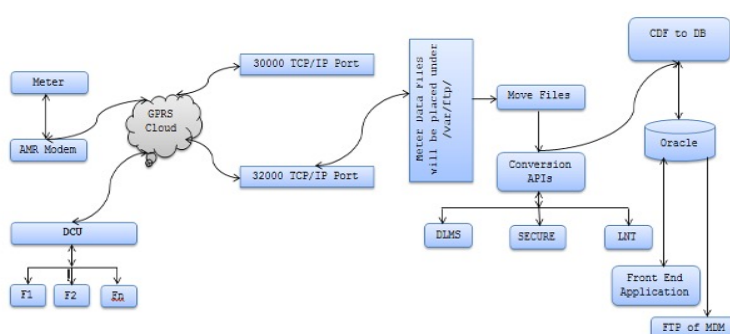 CDF to DB
30000 TCP/IP Port
Meter Data Files
will be placed under
/var/ftp/
Meter
GPRS
Cloud
Move Files
AMR Modem
Oracle
32000 TCP/IP Port
Conversion
APIs
DCU
DLMS
SECURE
LNT
Front End
Application
F1
F2
Fn
FTP of MDM